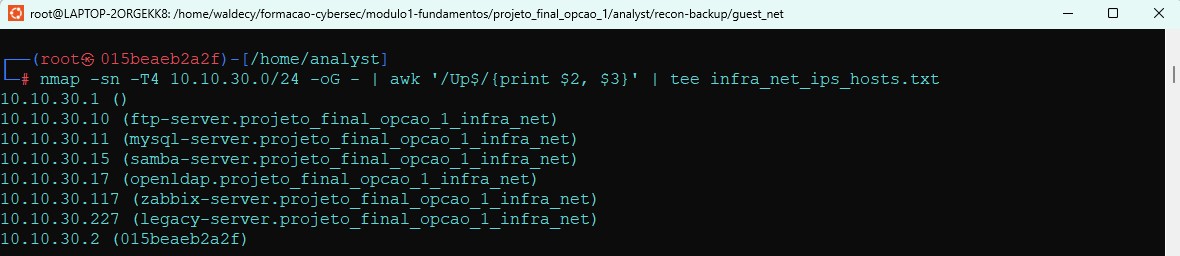 root@LAPTOP-2ORGEKK8: /home/waldecy/formacao-cybersec/modulo1-fundamentos/projeto_final_opcao_1/analyst/recon-backup/guest_net
┌──(root㉿ 015beaeb2a2f)-[/home/analyst]
└─# nmap -sn -T4 10.10.30.0/24 -oG - | awk '/Up$/{print $2, $3}' | tee infra_net_ips_hosts.txt
10.10.30.1 ()
10.10.30.10 (ftp-server.projeto_final_opcao_1_infra_net)
10.10.30.11 (mysql-server.projeto_final_opcao_1_infra_net)
10.10.30.15 (samba-server.projeto_final_opcao_1_infra_net)
10.10.30.17 (openldap.projeto_final_opcao_1_infra_net)
10.10.30.117 (zabbix-server.projeto_final_opcao_1_infra_net)
10.10.30.227 (legacy-server.projeto_final_opcao_1_infra_net)
10.10.30.2 (015beaeb2a2f)